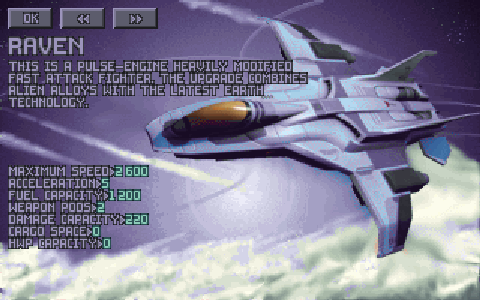 OK
RAVEN
THIS IS A PULSE-ENGINE HEAVILY MODIFIED
FAST ATTACK FIGHTER. THE UPGRADE COMBINES
ALIEN ALLOYS WITH THE LATEST EARTH
TECHNOLOGY.
MAXIMUM SPEED>2600
ACCELERATION>5
FUEL CAPACITY>1200
WEAPON PODS>2
DAMAGE CAPACITY>220
CARGO SPACE>0
HWP CAPACITY>0